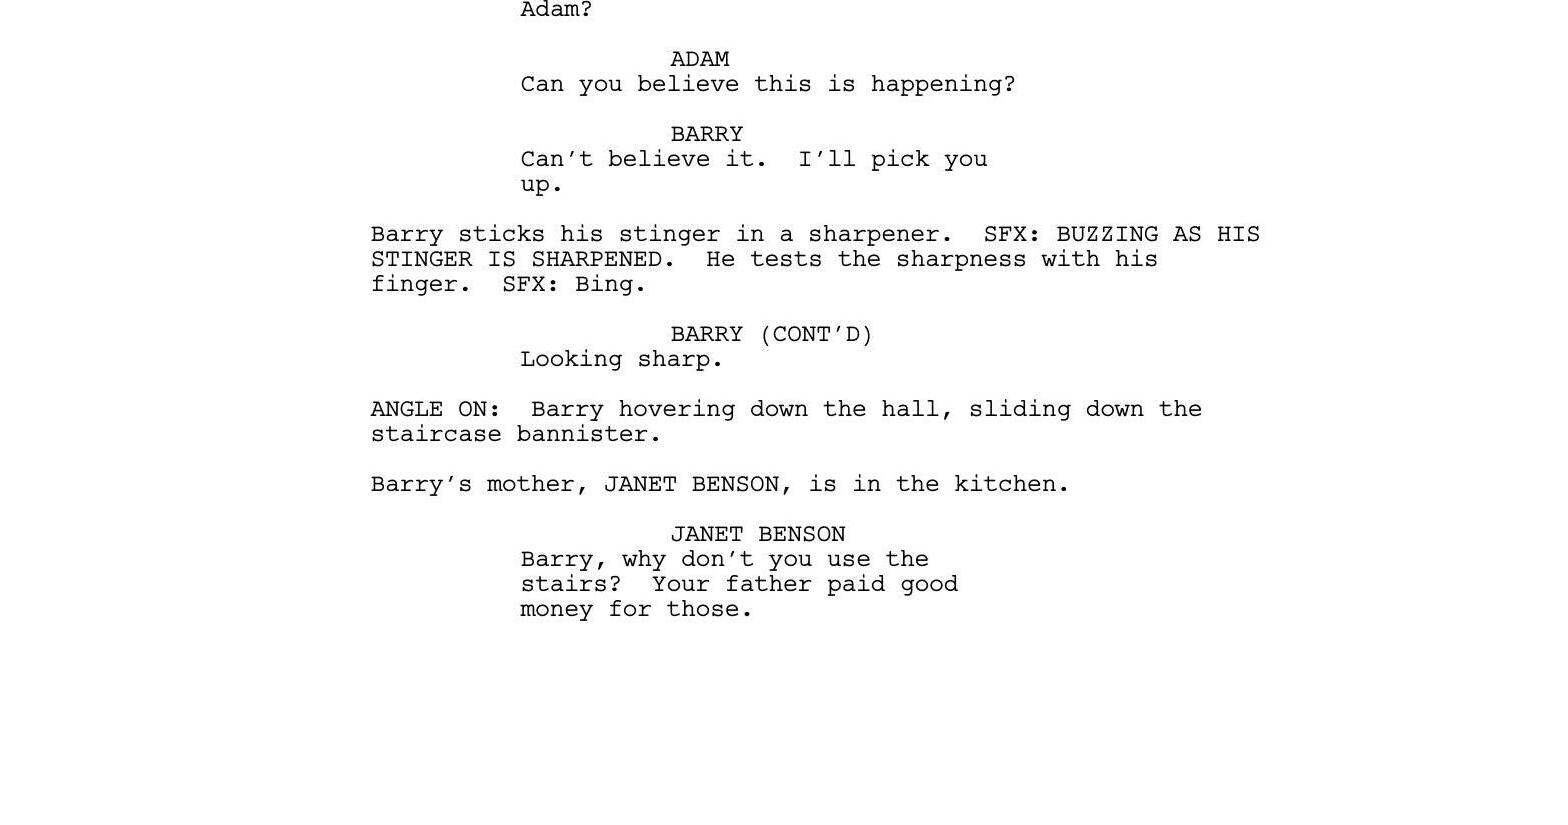 Adam?
ADAM
Can you believe this is happening?
BARRY
Can't believe it.  I'll pick you
up.
Barry sticks his stinger in a sharpener.  SFX: BUZZING AS HIS
STINGER IS SHARPENED.  He tests the sharpness with his
finger.  SFX: Bing.
BARRY (CONT'D)
Looking sharp.
ANGLE ON:  Barry hovering down the hall, sliding down the
staircase bannister.
Barry's mother, JANET BENSON, is in the kitchen.
JANET BENSON
Barry, why don't you use the
stairs?  Your father paid good
money for those.